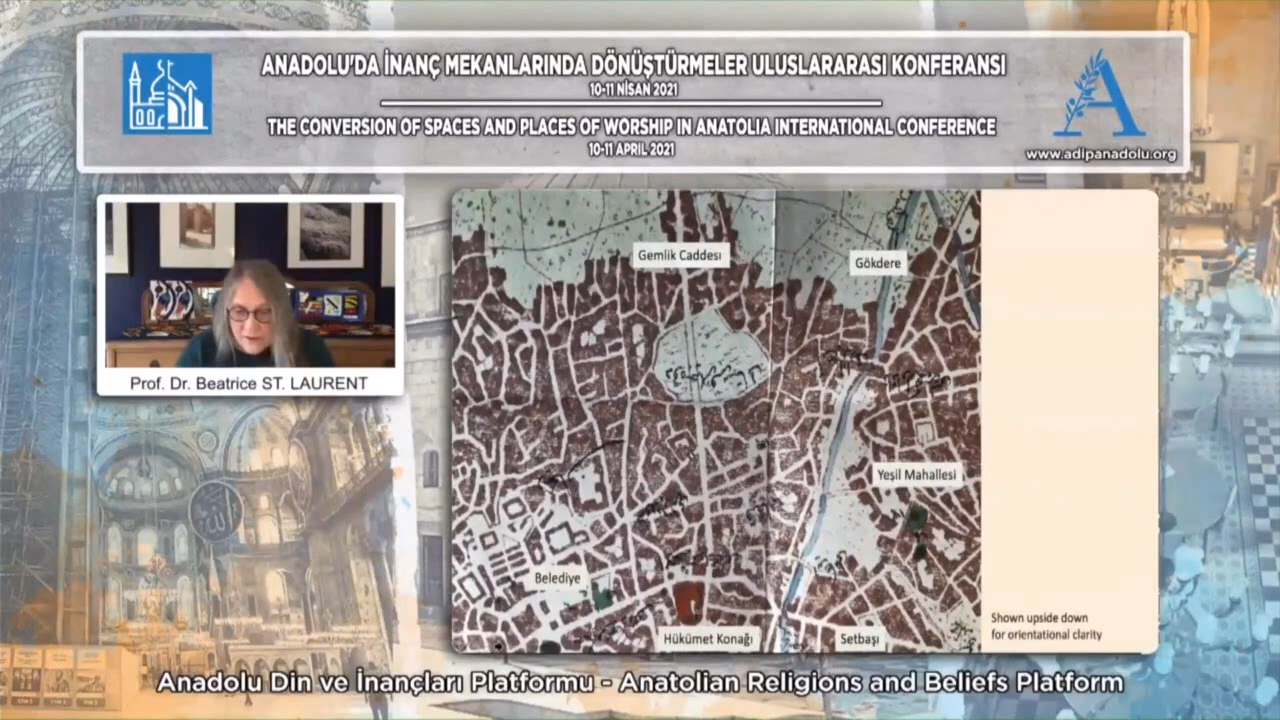 ANADOLU'DA İNANÇ MEKANLARINDA DÖNÜŞTÜRMELER ULUSLARARASI KONFERANSI
10-11 NİSAN 2021
THE CONVERSION OF SPACES AND PLACES OF WORSHIP IN ANATOLIA INTERNATIONAL CONFERENCE
10-11 APRIL 2021
www.adipanadolu.org
Prof. Dr. Beatrice ST. LAURENT
Gemlik Caddesı
Gökdere
Yeşil Mahallesi
Belediye
Hükümet Konağı
Setbaşı
Shown upside down
for orientational clarity
Anadolu Din ve İnançları Platformu - Anatolian Religions and Beliefs Platform